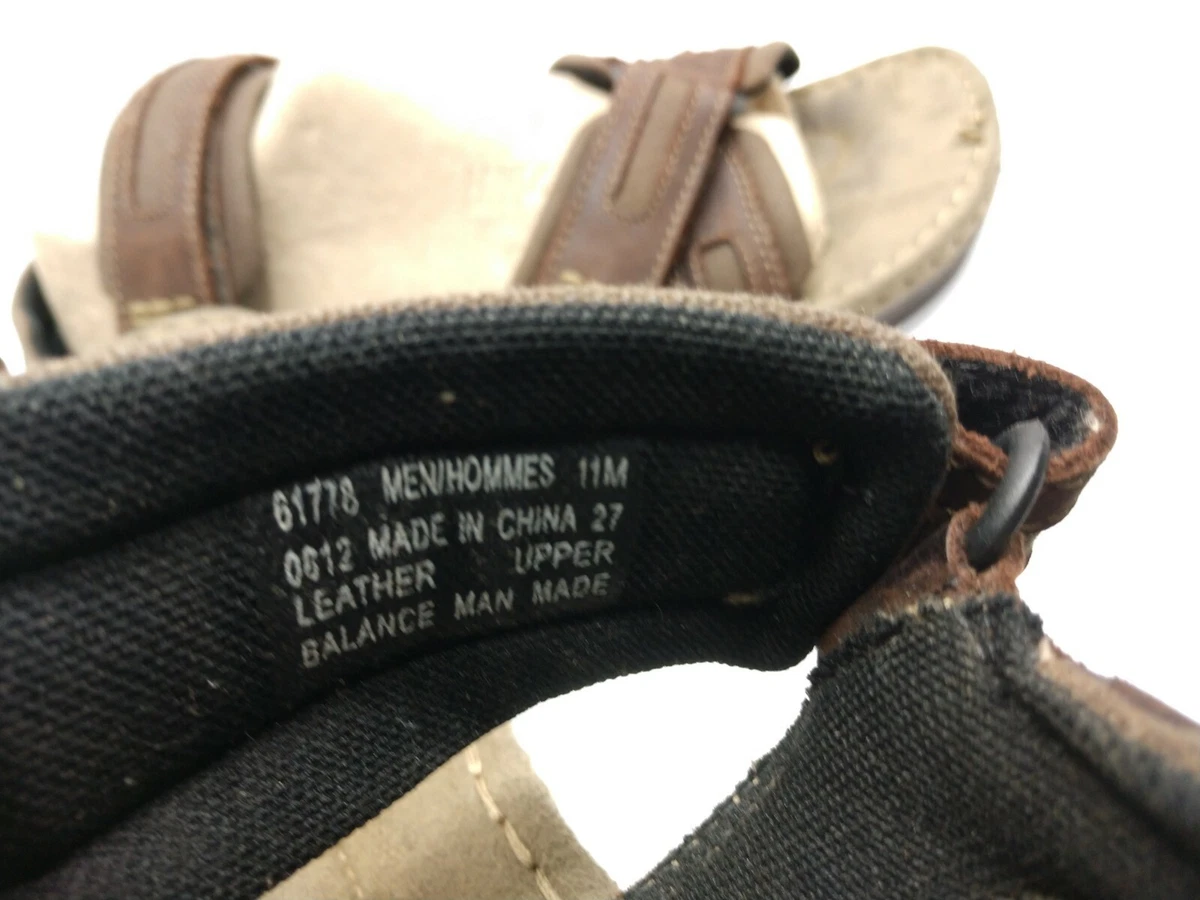 61778 MEN/HOMMES 11M
0612 MADE IN CHINA 27
LEATHER UPPER
BALANCE MAN MADE